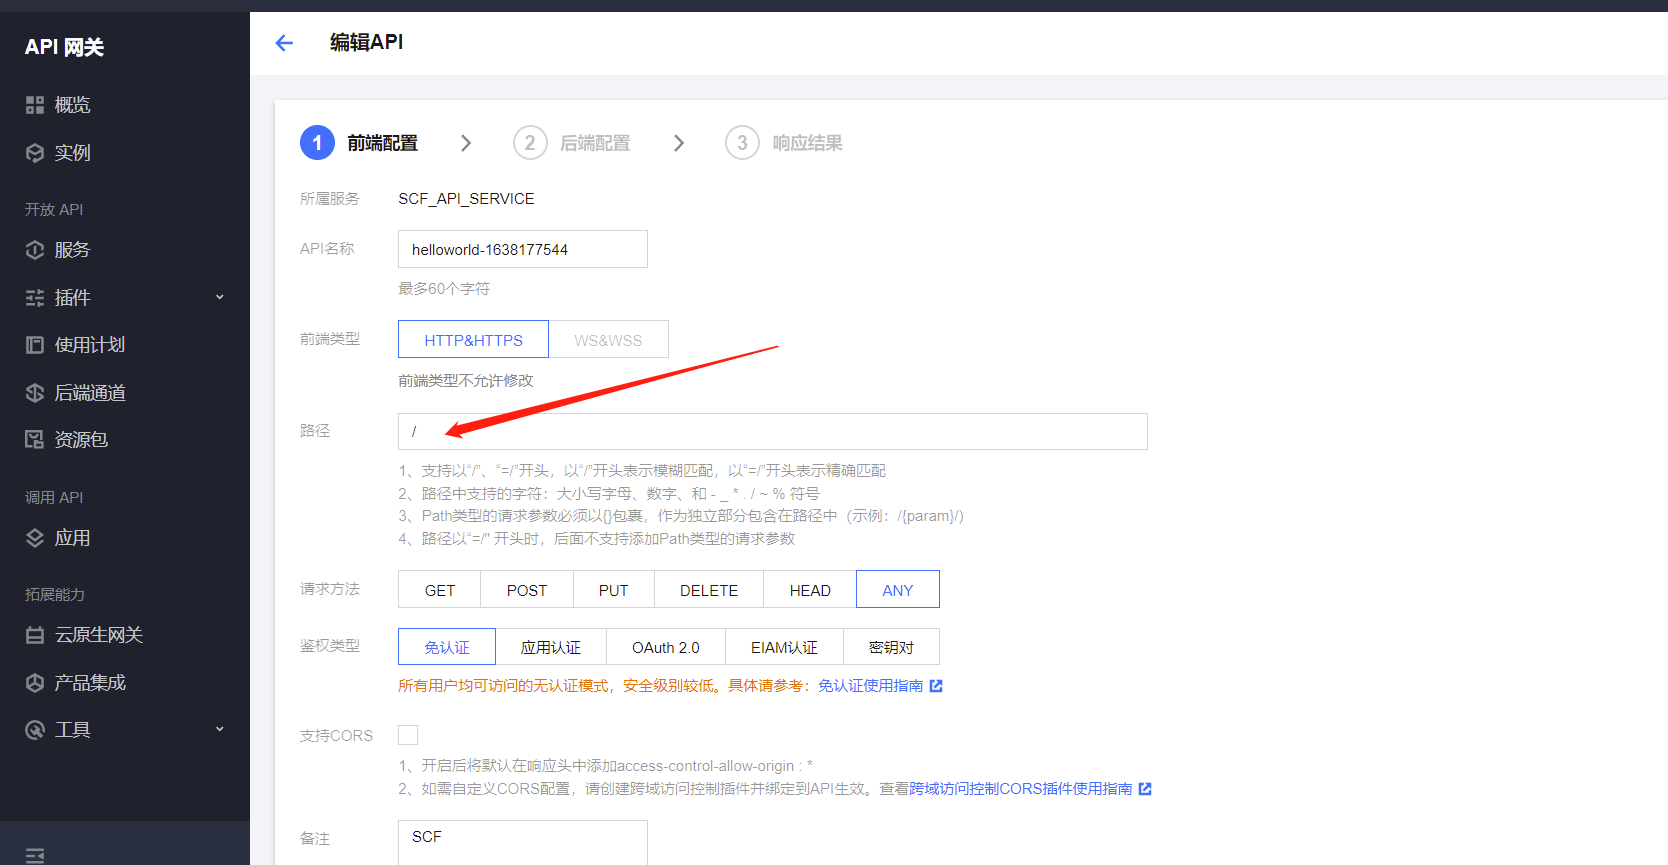 API 网关
概览
实例
开放 API
服务
插件
使用计划
后端通道
资源包
调用 API
应用
拓展能力
云原生网关
产品集成
工具
编辑API
1 前端配置 2 后端配置 3 响应结果
所属服务 SCF_API_SERVICE
API名称 helloworld-1638177544
最多60个字符
前端类型 HTTP&HTTPS WS&WSS
前端类型不允许修改
路径 /
1、支持以“/”、“=/”开头，以“/”开头表示模糊匹配，以“=/”开头表示精确匹配
2、路径中支持的字符：大小写字母、数字、和 - _ * . / ~ % 符号
3、Path类型的请求参数必须以{}包裹，作为独立部分包含在路径中（示例：/{param}/)
4、路径以“=/" 开头时，后面不支持添加Path类型的请求参数
请求方法 GET POST PUT DELETE HEAD ANY
鉴权类型 免认证 应用认证 OAuth 2.0 EIAM认证 密钥对
所有用户均可访问的无认证模式，安全级别较低。具体请参考：免认证使用指南
支持CORS
1、开启后将默认在响应头中添加access-control-allow-origin : *
2、如需自定义CORS配置，请创建跨域访问控制插件并绑定到API生效。查看跨域访问控制CORS插件使用指南
备注 SCF